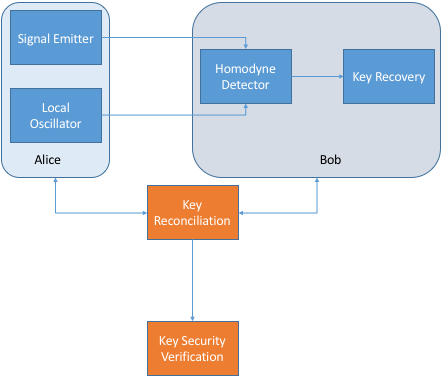 Signal Emitter
Local
Oscillator
Alice
Homodyne
Detector
Key Recovery
Bob
Key
Reconciliation
Key Security
Verification